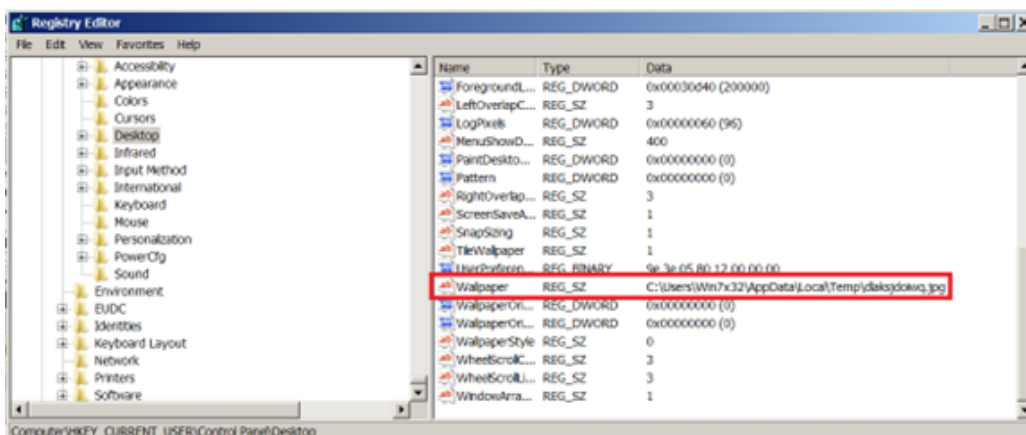 Registry Editor
File Edit View Favorites Help
Accessibility
Appearance
Colors
Cursors
Desktop
Infrared
Input Method
International
Keyboard
Mouse
Personalization
PowerCfg
Sound
Environment
EUDC
Identities
Keyboard Layout
Network
Printers
Software
Name Type Data
ForegroundL... REG_DWORD 0x00030d40 (200000)
LeftOverlapC... REG_SZ 3
LogPixels REG_DWORD 0x00000060 (96)
MenuShowD... REG_SZ 400
PaintDeskto... REG_DWORD 0x00000000 (0)
Pattern REG_DWORD 0x00000000 (0)
RightOverlap... REG_SZ 3
ScreenSaveA... REG_SZ 1
SnapSizing REG_SZ 1
TileWallpaper REG_SZ 1
UserPreferen... REG_BINARY 9e 3e 05 80 12 00 00 00
Wallpaper REG_SZ C:\Users\Win7x32\AppData\Local\Temp\dlaksjdoiwq.jpg
WallpaperOri... REG_DWORD 0x00000000 (0)
WallpaperOri... REG_DWORD 0x00000000 (0)
WallpaperStyle REG_SZ 0
WheelScrollC... REG_SZ 3
WheelScrollLi... REG_SZ 3
WindowArra... REG_SZ 1
Computer\HKEY_CURRENT_USER\Control Panel\Desktop